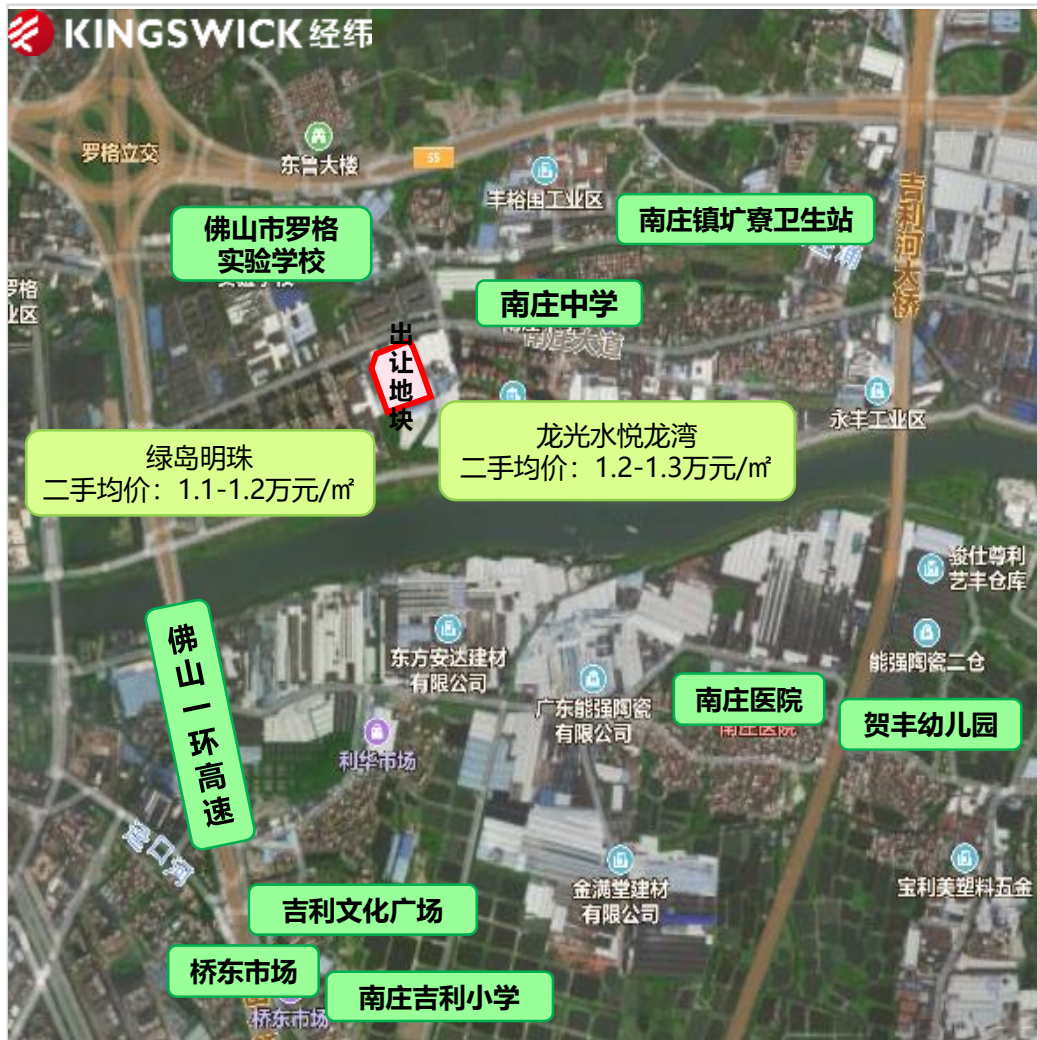 KINGSWICK 经纬
罗格立交
东鲁大楼
S5
丰裕国工业区
吉利河大桥
佛山市罗格
实验学校
南庄镇圹寮卫生站
罗格
业区
南庄中学
南庄大道
出让地块
永丰工业区
绿岛明珠
二手均价：1.1-1.2万元/㎡
龙光水悦龙湾
二手均价：1.2-1.3万元/㎡
骏仕尊利
艺丰仓库
佛山一环高速
东方安达建材
有限公司
能强陶瓷二仓
广东能强陶瓷
有限公司
南庄医院
南庄医院
贺丰幼儿园
利华市场
金满堂建材
有限公司
宝利美塑料五金
吉利文化广场
桥东市场
南庄吉利小学
桥东市场